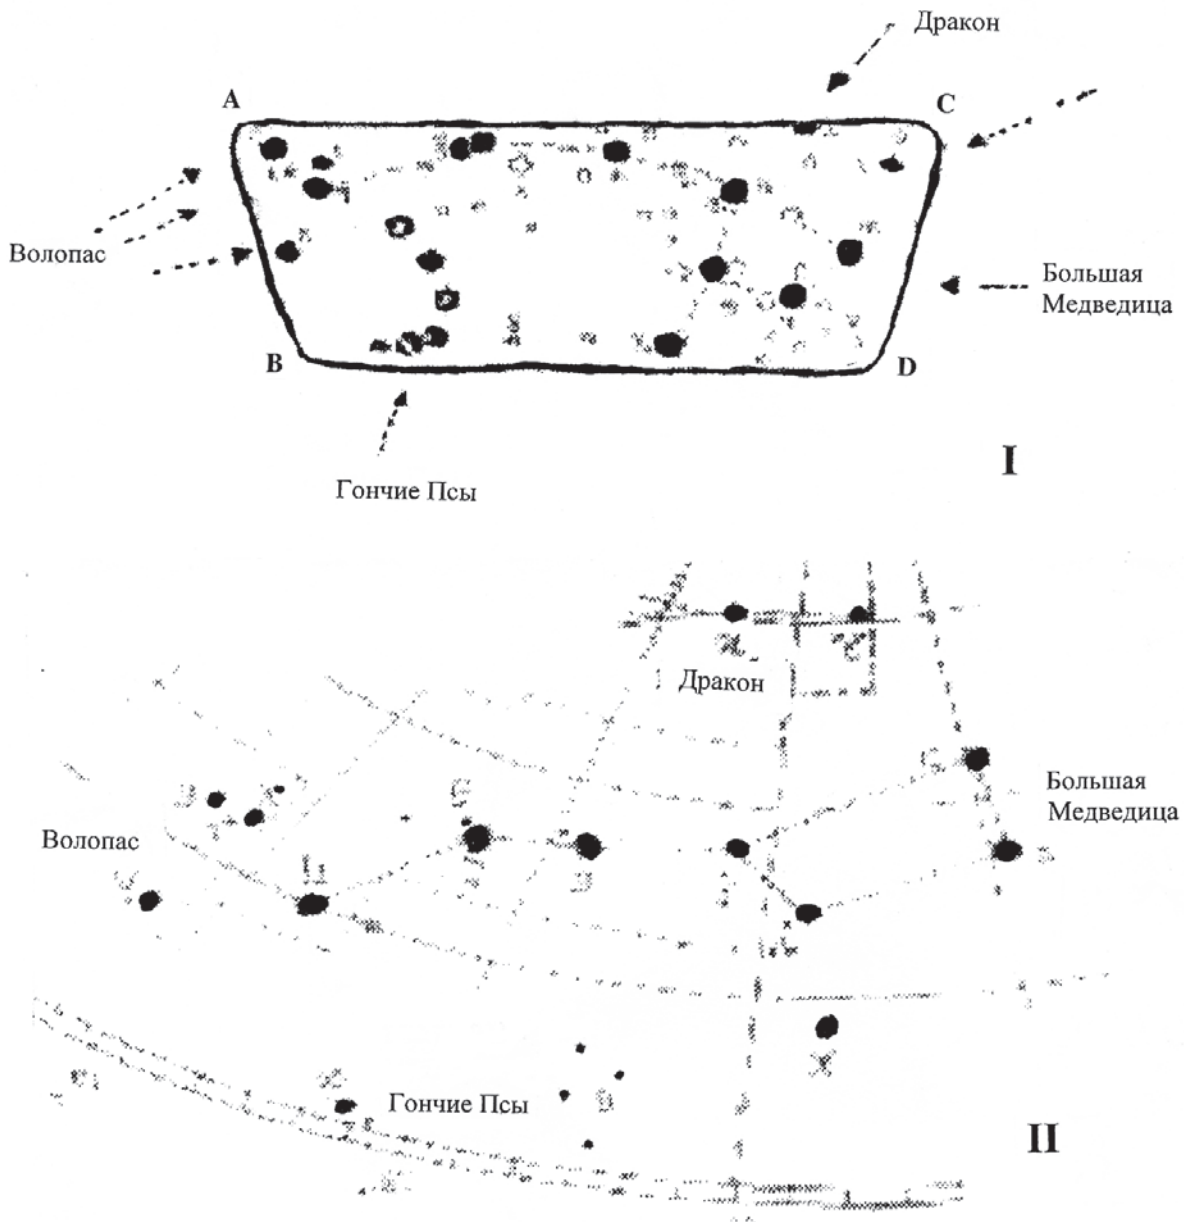 Дракон
A
C
Волопас
Большая
Медведица
B
D
I
Гончие Псы
Дракон
Большая
Медведица
Волопас
Гончие Псы
II